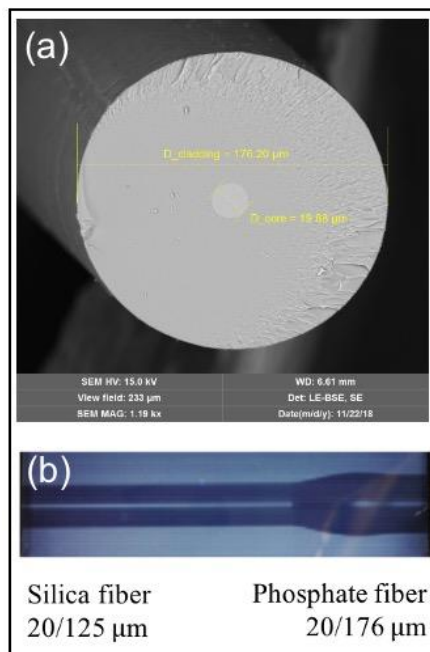 (a)
D_cladding = 176.20 µm
D_core = 19.88 µm
SEM HV: 15.0 kV
WD: 6.61 mm
View field: 233 µm
Det: LE-BSE, SE
SEM MAG: 1.19 kx
Date(m/d/y): 11/22/18
(b)
Silica fiber
20/125 µm
Phosphate fiber
20/176 µm